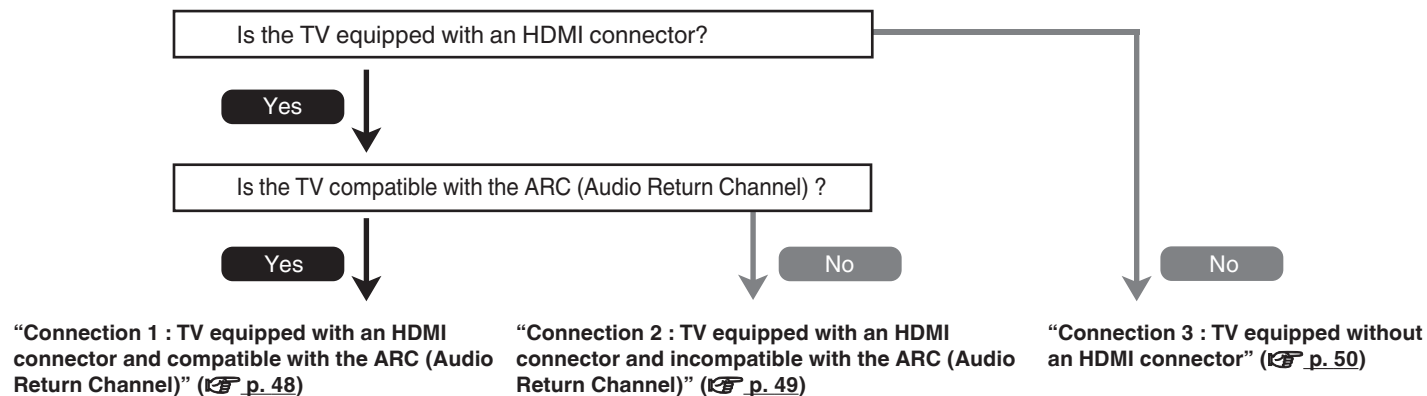 Is the TV equipped with an HDMI connector?
Yes
Is the TV compatible with the ARC (Audio Return Channel) ?
Yes
No
No
“Connection 1 : TV equipped with an HDMI
connector and compatible with the ARC (Audio
Return Channel)” (☞ p. 48)
“Connection 2 : TV equipped with an HDMI
connector and incompatible with the ARC (Audio
Return Channel)” (☞ p. 49)
“Connection 3 : TV equipped without
an HDMI connector” (☞ p. 50)